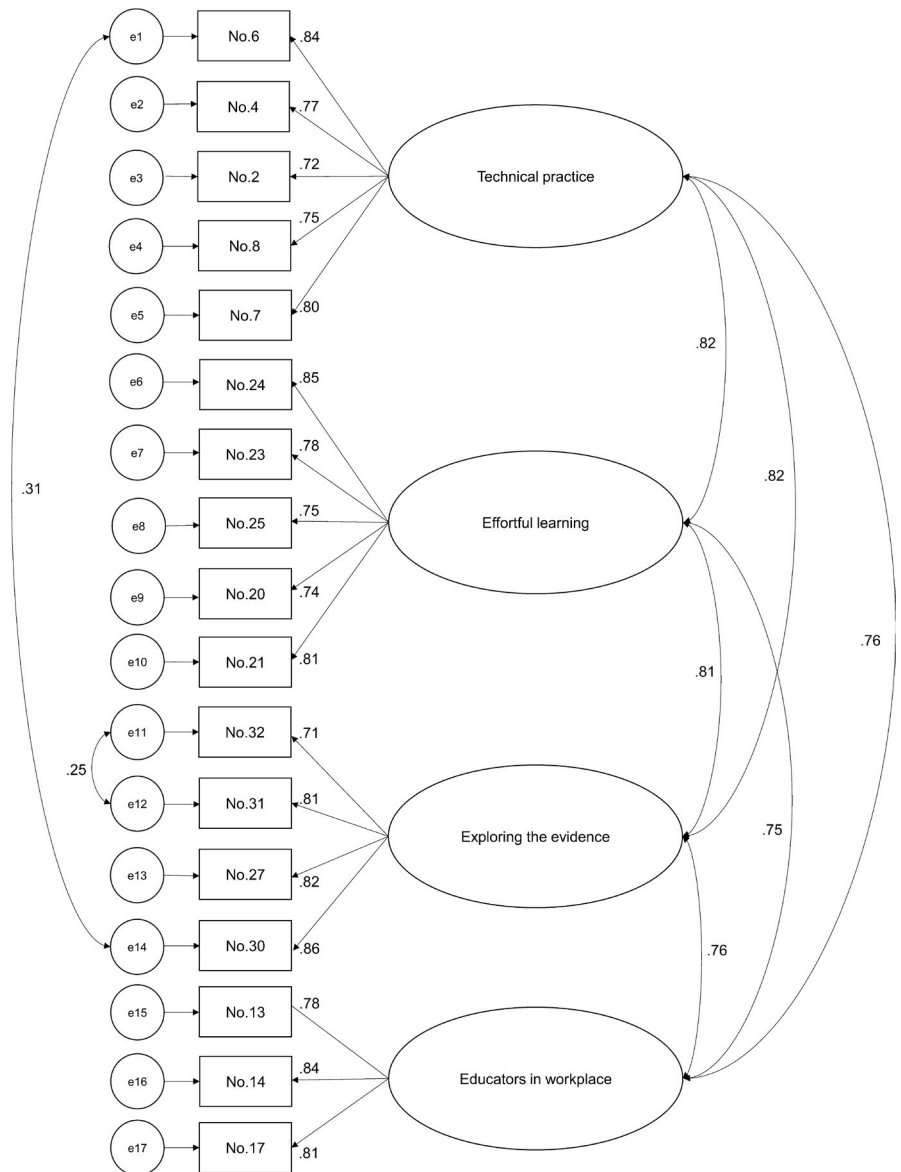 e1 No.6 .84
e2 No.4 .77
e3 No.2 .72
Technical practice
e4 No.8 .75
e5 No.7 .80
.82
e6 No.24 .85
e7 No.23 .78
.82
.31
e8 No.25 .75
Effortful learning
e9 No.20 .74
.76
e10 No.21 .81
.81
e11 No.32 .71
.25
e12 No.31 .81
.75
Exploring the evidence
e13 No.27 .82
e14 No.30 .86
.76
e15 No.13 .78
e16 No.14 .84
Educators in workplace
e17 No.17 .81